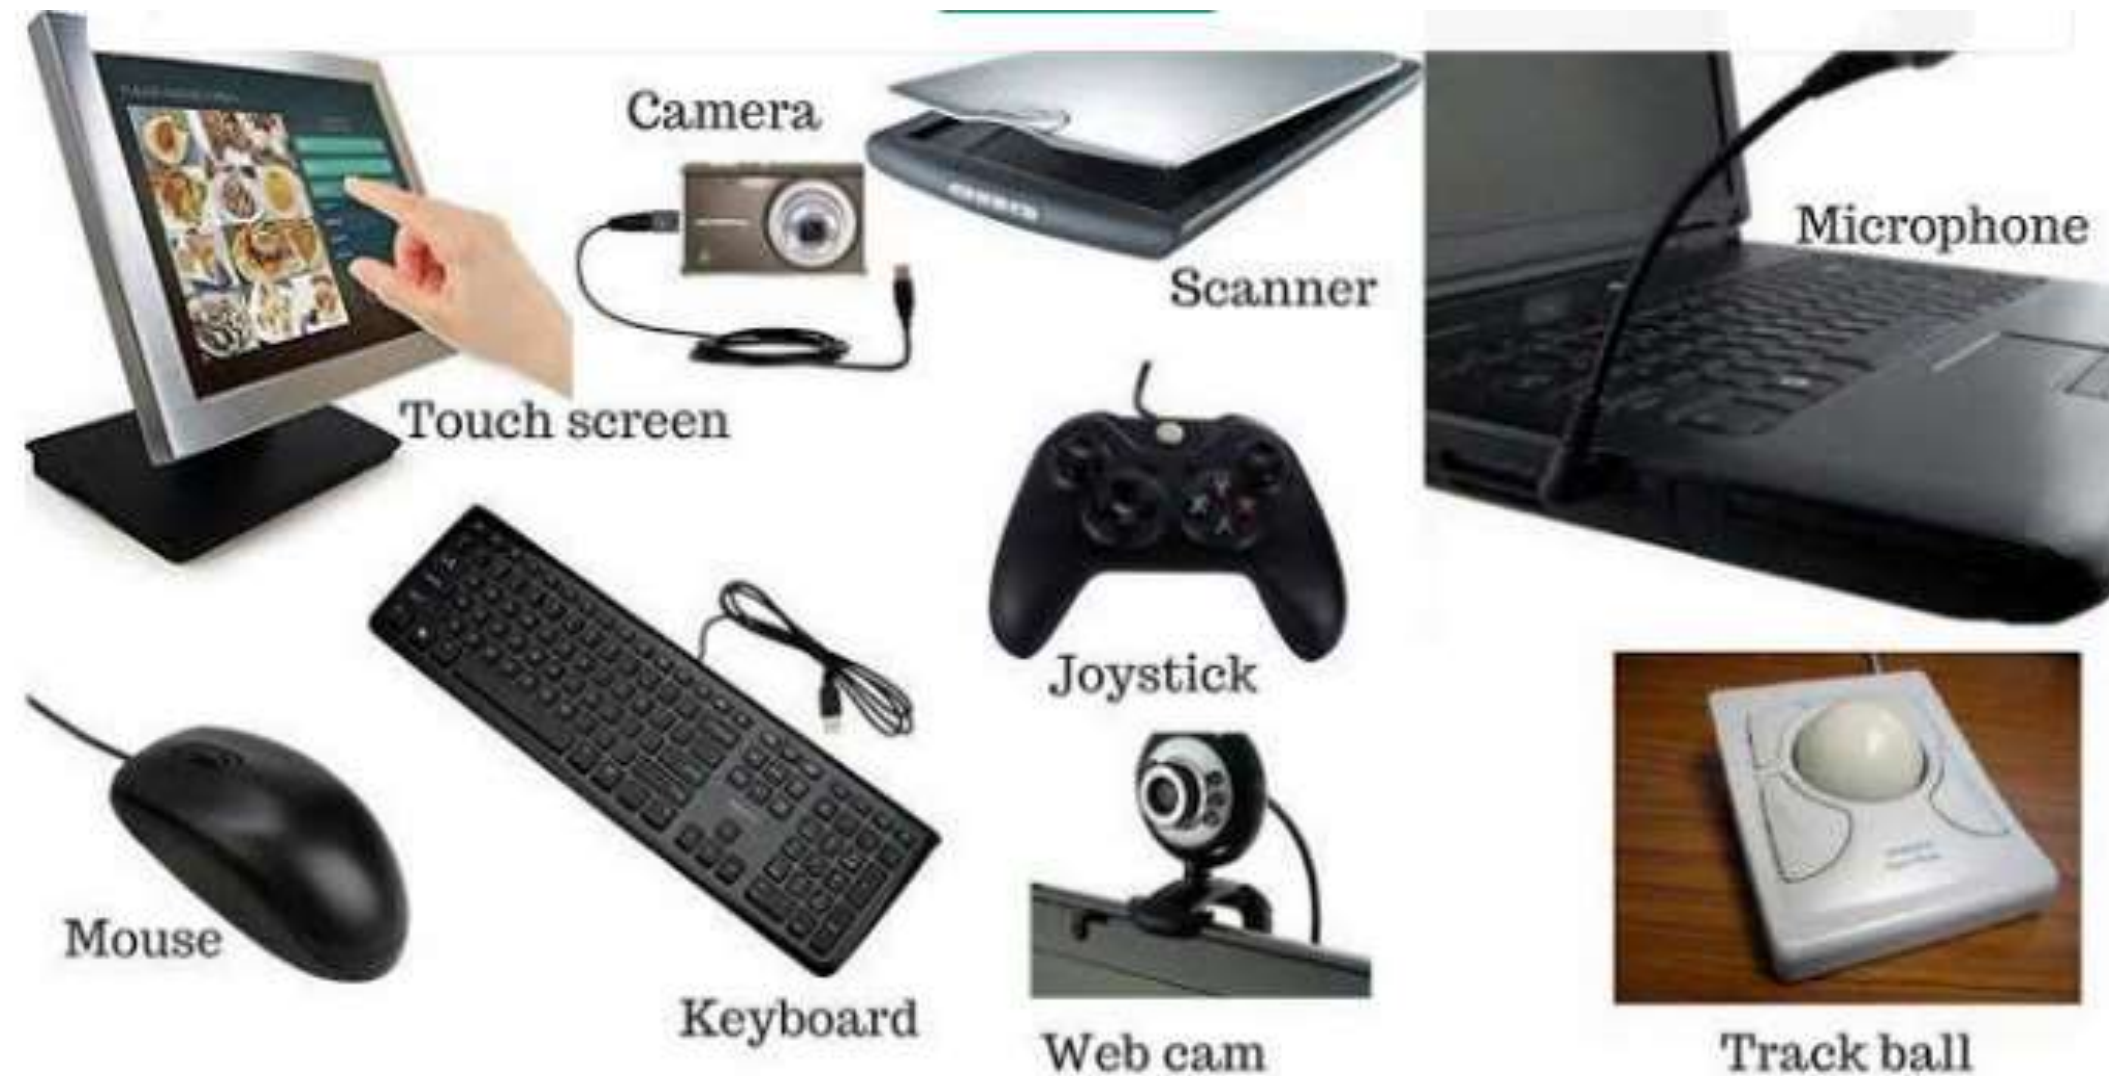 Camera
Scanner
Microphone
Touch screen
Joystick
Mouse
Keyboard
Web cam
Track ball